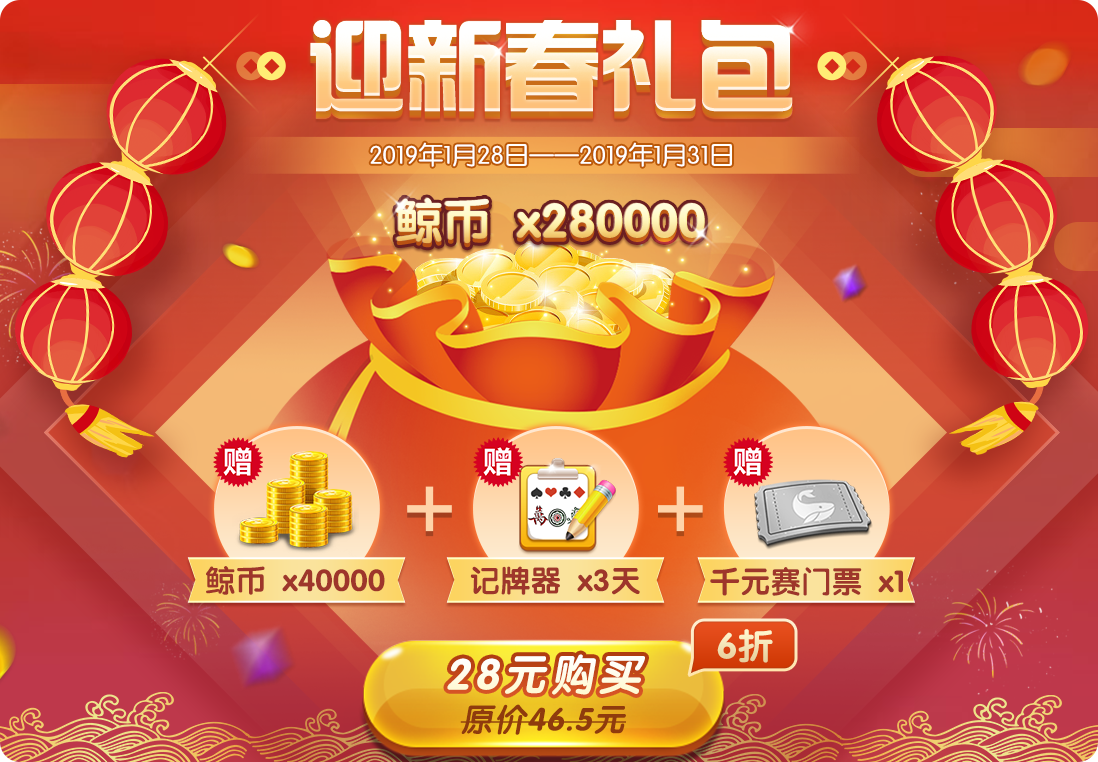 迎新春礼包
2019年1月28日——2019年1月31日
鲸币 x280000
赠 赠 赠
鲸币 x40000 记牌器 x3天 千元赛门票 x1
6折
28元购买
原价46.5元